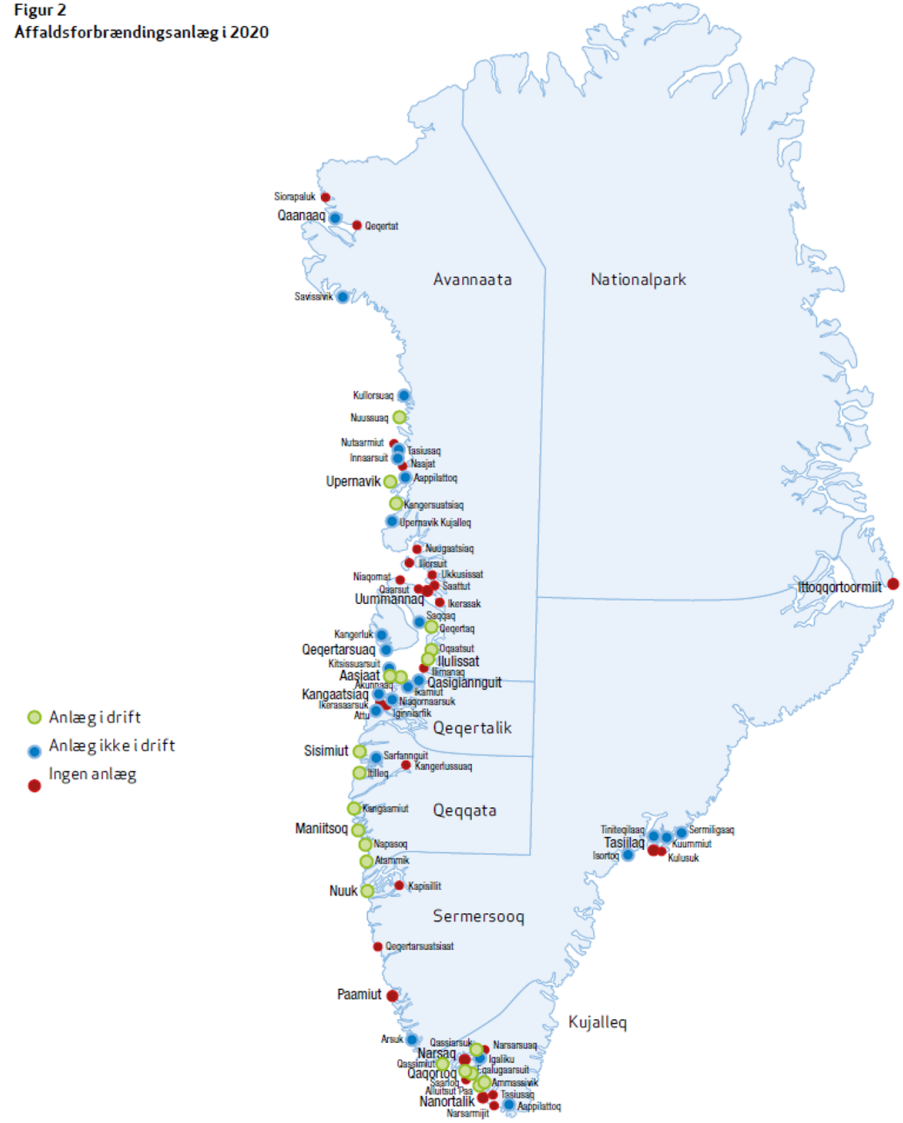 Figur 2
Affaldsforbrændingsanlæg i 2020
Siorapaluk
Qaanaaq
Qeqertat
Avannaata
Nationalpark
Savissivik
Kullorsuaq
Nuussuaq
Nutaarmiut
Tasiusaq
Innaarsuit
Naajat
Aappilattoq
Upernavik
Kangersuatsiaq
Upernavik Kujalleq
Nuugaatsiaq
Illorsuit
Ukkusissat
Niaqornat
Saattut
Qaarsut
Uummannaq
Ikerasak
Ittoqqortoormiit
Saqqaq
Qeqertaq
Kangerluk
Qeqertarsuaq
Oqaatsut
Ilulissat
Kitsissuarsuit
Ilimanaq
Aasiaat
Qasigiannguit
Akunnaaq
Ikamiut
Kangaatsiaq
Niaqornaarsuk
Ikerasaarsuk
Iginniarfik
Attu
Anlæg i drift
Anlæg ikke i drift
Ingen anlæg
Qeqertalik
Sisimiut
Sarfannguit
Kangerlussuaq
Itilleq
Kangaamiut
Qeqqata
Maniitsoq
Napasoq
Atammik
Tiniteqilaaq
Sermiligaaq
Tasiilaq
Kuummiut
Isortoq
Kulusuk
Nuuk
Kapisillit
Sermersooq
Qeqertarsuatsiaat
Paamiut
Kujalleq
Arsuk
Qassiarsuk
Narsarsuaq
Narsaq
Igaliku
Qassimiut
Qaqortoq
Eqalugaarsuit
Saarloq
Ammassivik
Alluitsup Paa
Tasiusaq
Nanortalik
Aappilattoq
Narsarmijit